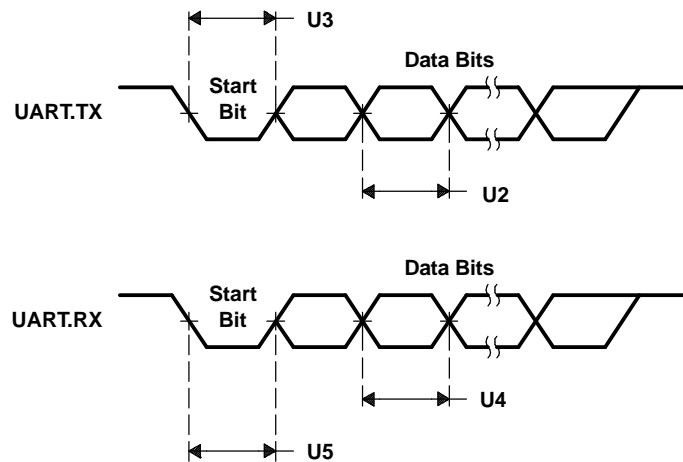 U3
Data Bits
Start
Bit
UART.TX
U2
Data Bits
Start
Bit
UART.RX
U4
U5